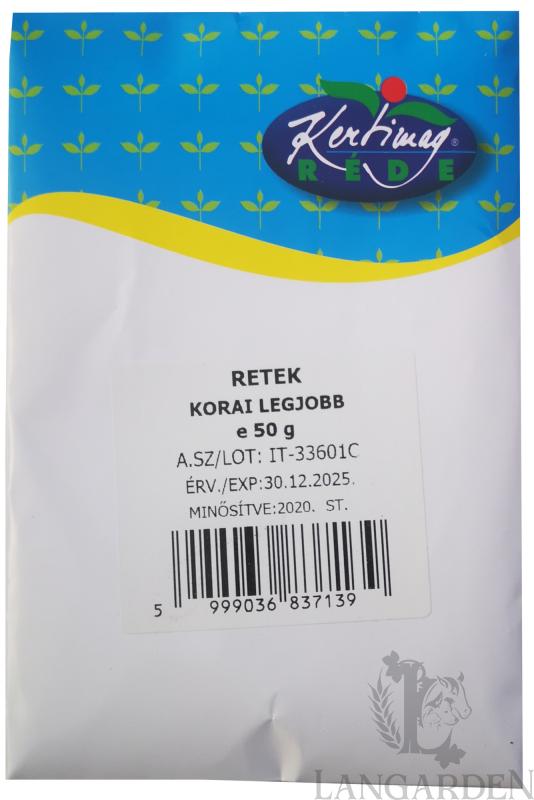 Kertimag®
RÉDE
RETEK
KORAI LEGJOBB
e 50 g
A.SZ/LOT: IT-33601C
ÉRV./EXP:30.12.2025.
MINŐSÍTVE:2020. ST.
5 999036 837139
L
LANGARDEN